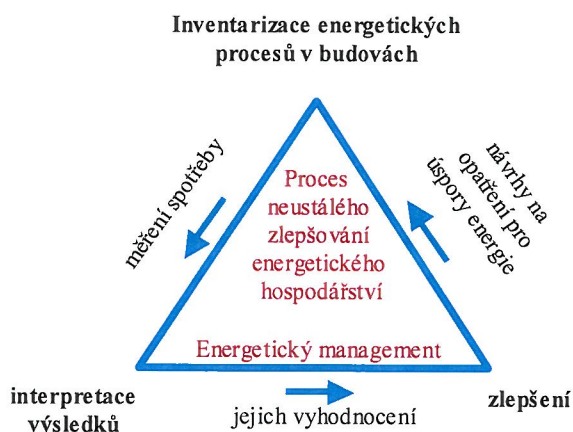 Inventarizace energetických
procesů v budovách
měření spotřeby
návrhy na
opatření pro
úspory energie
Proces
neustálého
zlepšování
energetického
hospodářství
Energetický management
interpretace
výsledků
jejich vyhodnocení
zlepšení